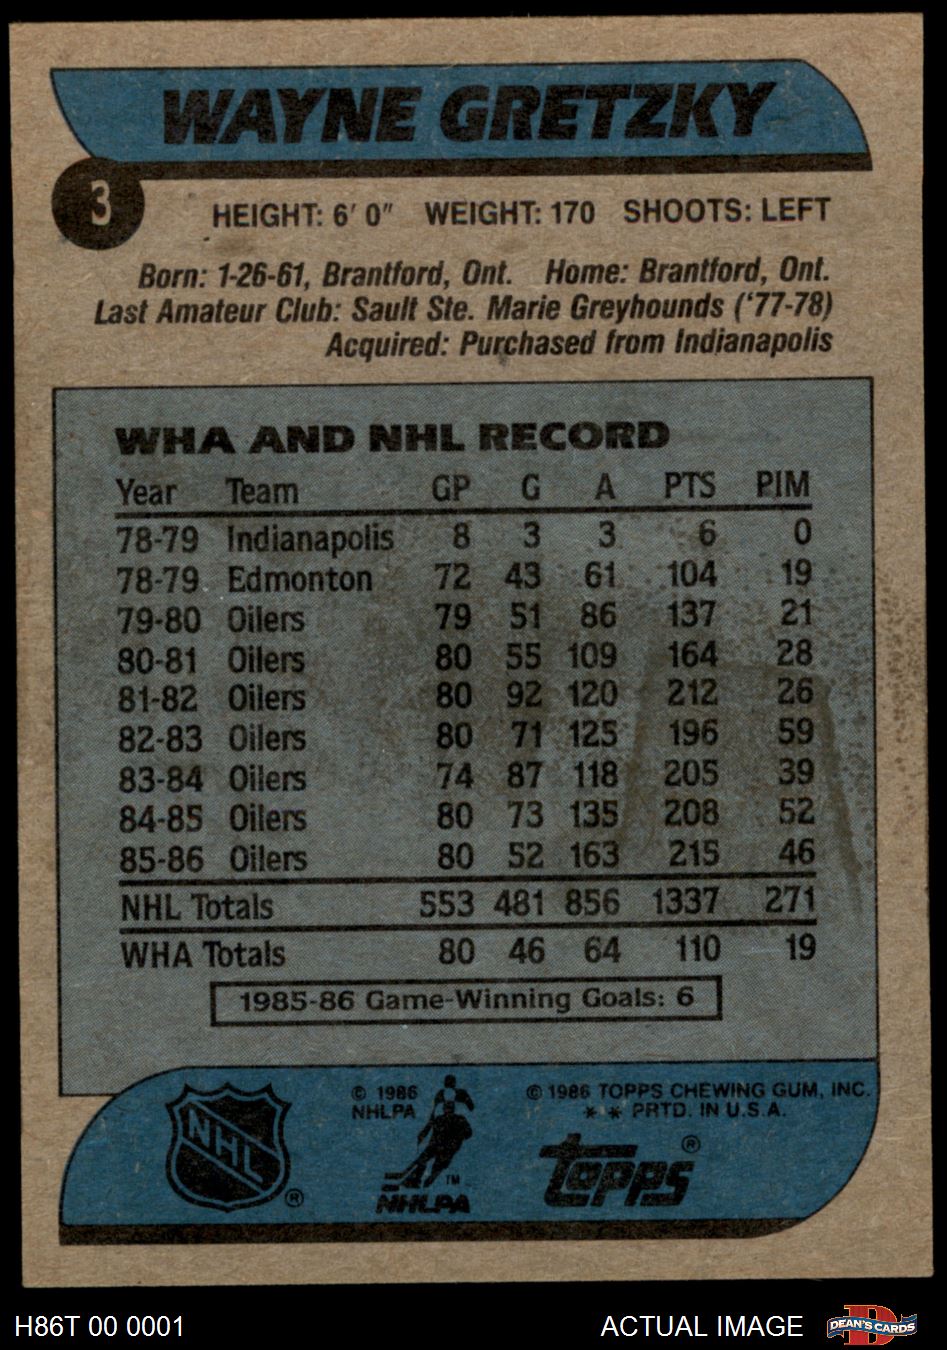 WAYNE GRETZKY
3
HEIGHT: 6' 0" WEIGHT: 170 SHOOTS: LEFT
Born: 1-26-61, Brantford, Ont. Home: Brantford, Ont.
Last Amateur Club: Sault Ste. Marie Greyhounds ('77-78)
Acquired: Purchased from Indianapolis
WHA AND NHL RECORD
Year Team GP G A PTS PIM
78-79 Indianapolis 8 3 3 6 0
78-79 Edmonton 72 43 61 104 19
79-80 Oilers 79 51 86 137 21
80-81 Oilers 80 55 109 164 28
81-82 Oilers 80 92 120 212 26
82-83 Oilers 80 71 125 196 59
83-84 Oilers 74 87 118 205 39
84-85 Oilers 80 73 135 208 52
85-86 Oilers 80 52 163 215 46
NHL Totals 553 481 856 1337 271
WHA Totals 80 46 64 110 19
1985-86 Game-Winning Goals: 6
NHL ®
© 1986
NHLPA
TM
NHLPA
© 1986 TOPPS CHEWING GUM, INC.
* * PRTD. IN U.S.A.
topps ®
H86T 00 0001
ACTUAL IMAGE
DEAN'S CARDS